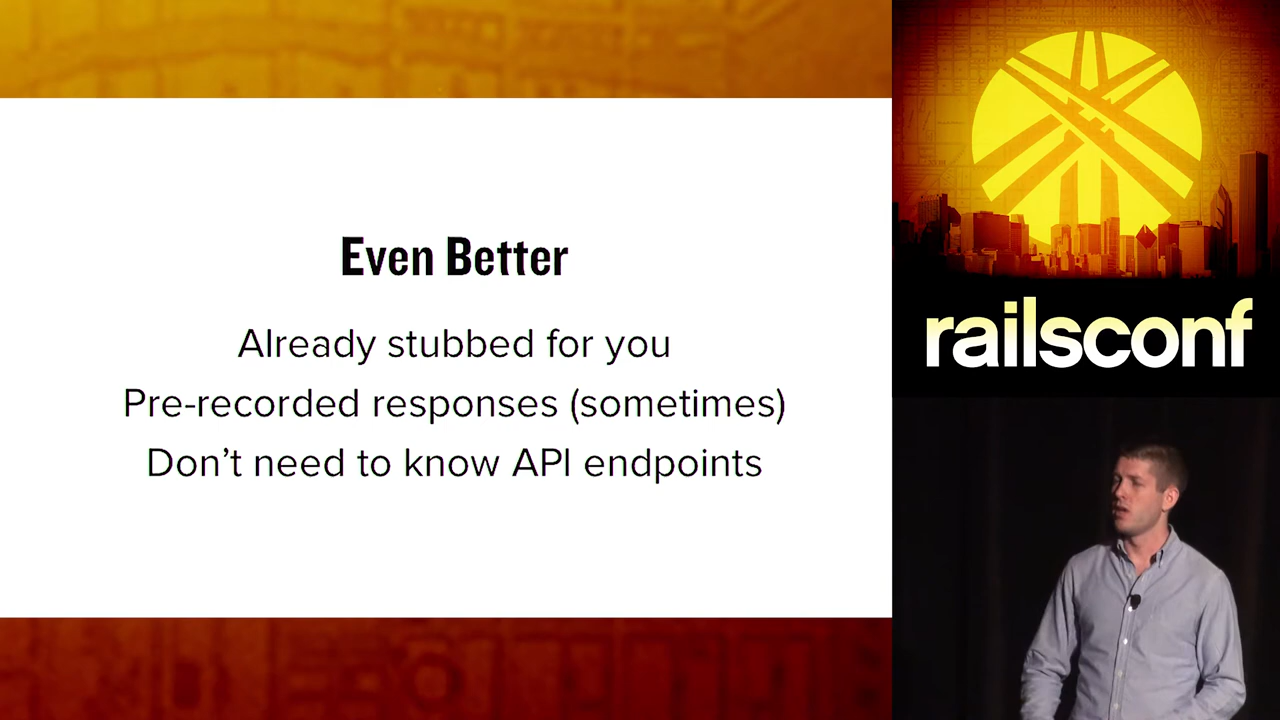 Even Better
Already stubbed for you
Pre-recorded responses (sometimes)
Don't need to know API endpoints
railsconf